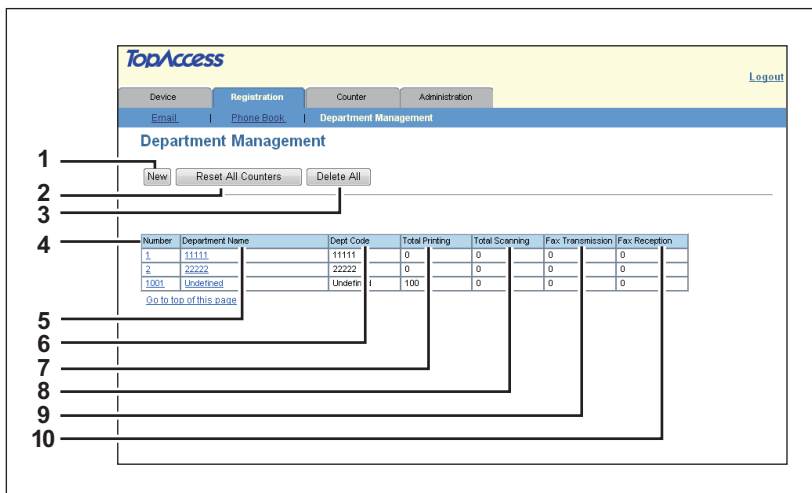 TopAccess
Logout
Device Registration Counter Administration
Email | Phone Book | Department Management
Department Management
1
New Reset All Counters Delete All
2
3
4
Number Department Name Dept Code Total Printing Total Scanning Fax Transmission Fax Reception
1 11111 11111 0 0 0 0
2 22222 22222 0 0 0 0
1001 Undefined Undefined 100 0 0 0
Go to top of this page
5
6
7
8
9
10